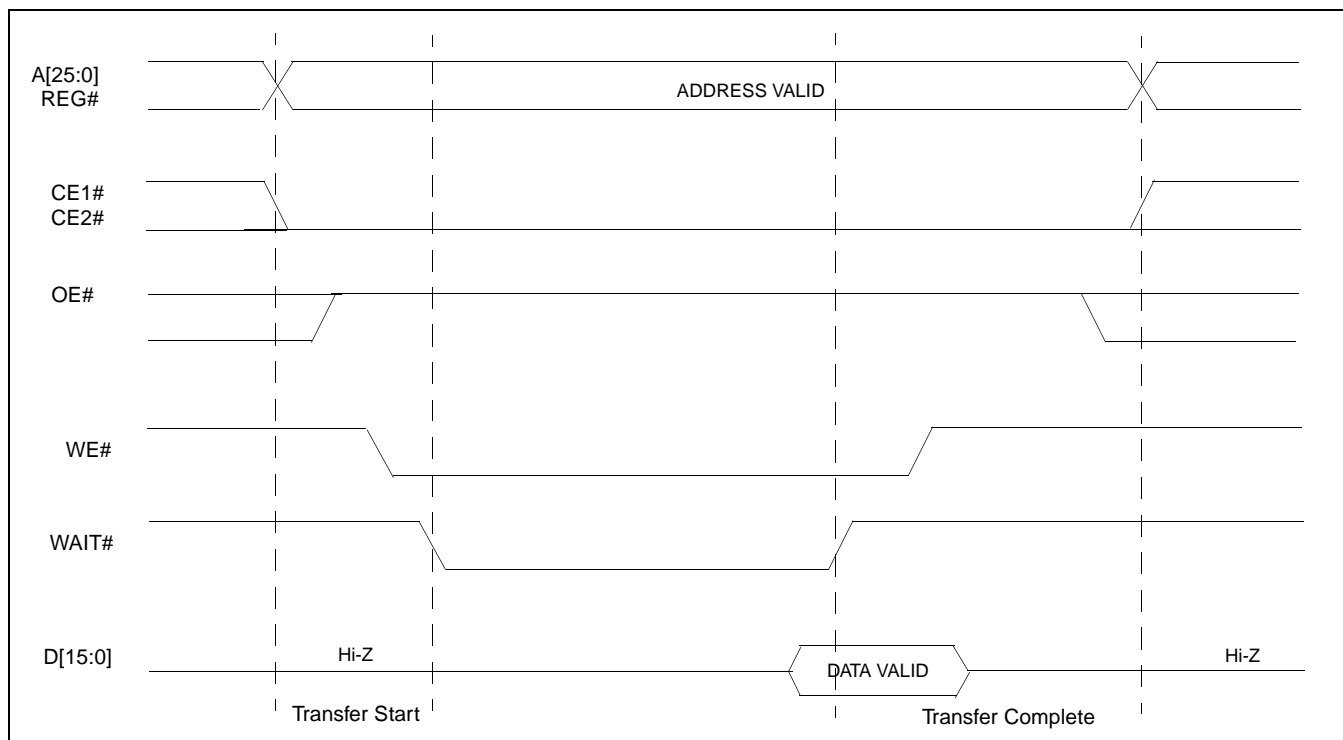 A[25:0]
REG#
ADDRESS VALID
CE1#
CE2#
OE#
WE#
WAIT#
D[15:0]
Hi-Z
DATA VALID
Hi-Z
Transfer Start
Transfer Complete